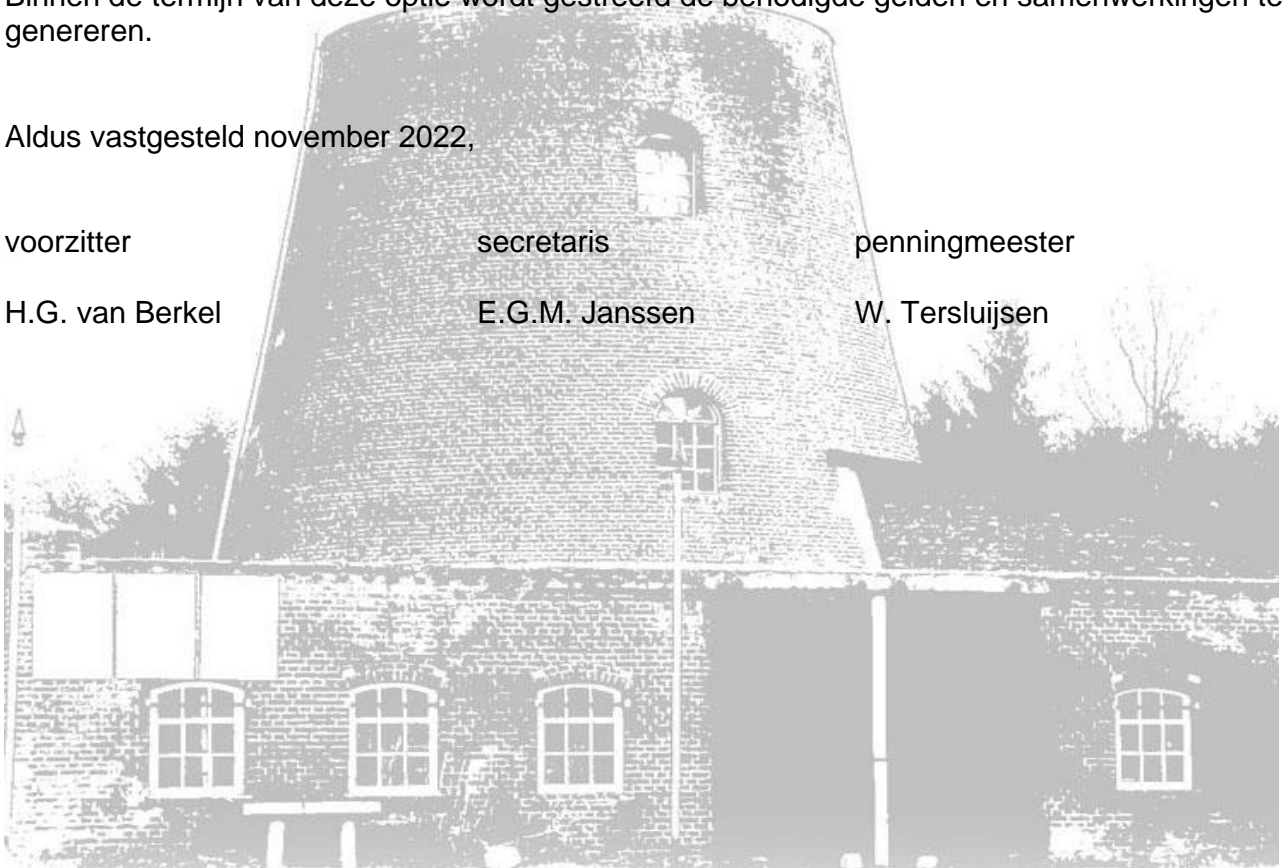 Binnen de termijn van deze optie wordt gestreefd de benodigde gelden en samenwerkingen te
genereren.
Aldus vastgesteld november 2022,
voorzitter secretaris penningmeester
H.G. van Berkel E.G.M. Janssen W. Tersluijsen